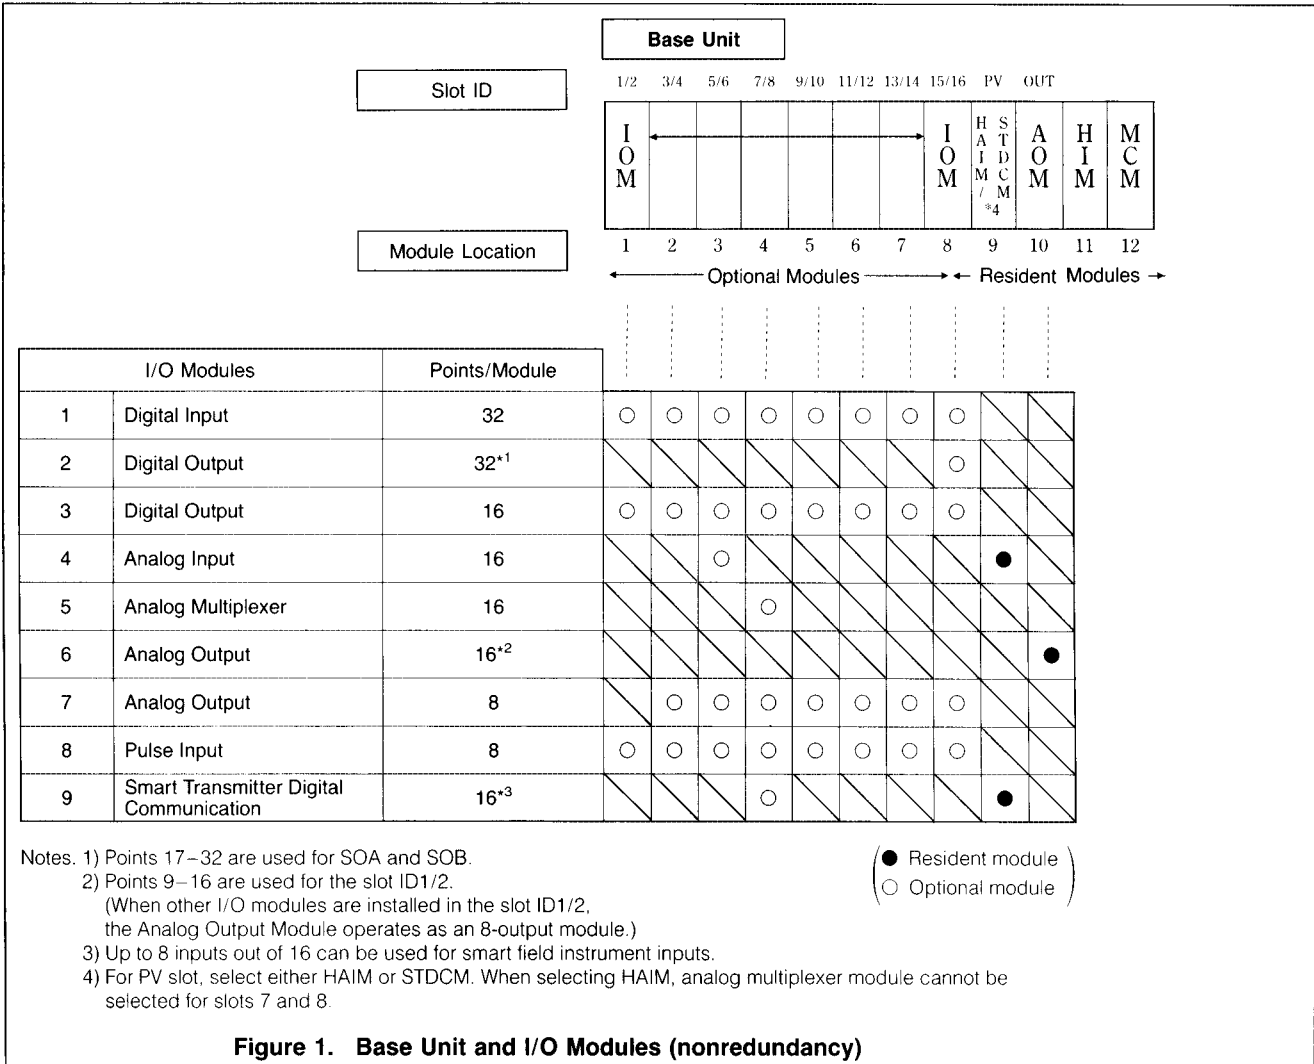 Base Unit
Slot ID
1/2 3/4 5/6 7/8 9/10 11/12 13/14 15/16 PV OUT
IOM IOM HAIM/ STDCM *4 AOM HIM MCM
Module Location
1 2 3 4 5 6 7 8 9 10 11 12
Optional Modules Resident Modules
I/O Modules Points/Module
1 Digital Input 32
2 Digital Output 32*1
3 Digital Output 16
4 Analog Input 16
5 Analog Multiplexer 16
6 Analog Output 16*2
7 Analog Output 8
8 Pulse Input 8
9 Smart Transmitter Digital Communication 16*3
Notes. 1) Points 17–32 are used for SOA and SOB.
2) Points 9–16 are used for the slot ID1/2.
(When other I/O modules are installed in the slot ID1/2,
the Analog Output Module operates as an 8-output module.)
3) Up to 8 inputs out of 16 can be used for smart field instrument inputs.
4) For PV slot, select either HAIM or STDCM. When selecting HAIM, analog multiplexer module cannot be
selected for slots 7 and 8.
Resident module
Optional module
Figure 1. Base Unit and I/O Modules (nonredundancy)